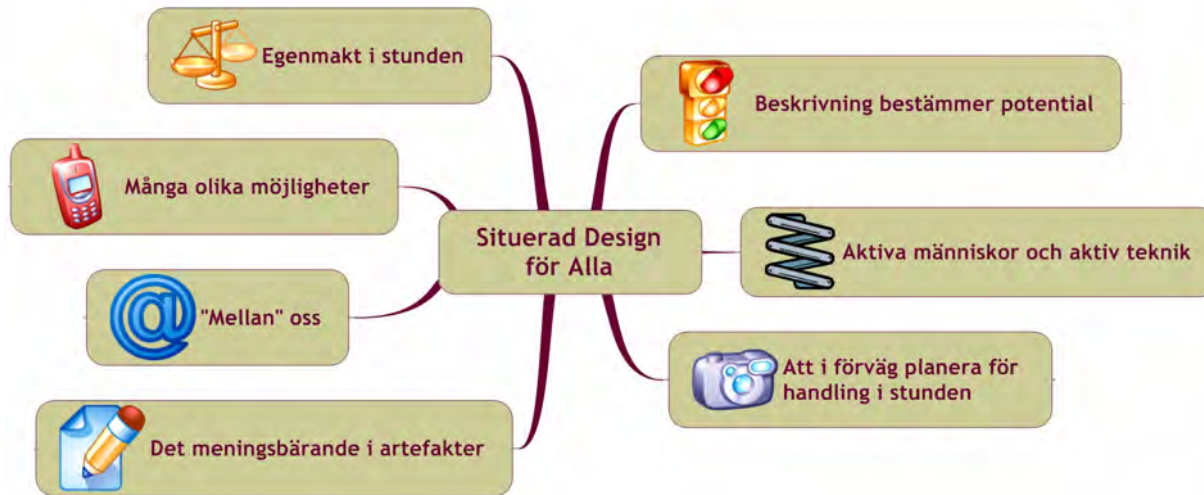 Egenmakt i stunden
Beskrivning bestämmer potential
Många olika möjligheter
Situerad Design
för Alla
Aktiva människor och aktiv teknik
"Mellan" oss
Att i förväg planera för
handling i stunden
Det meningsbärande i artefakter